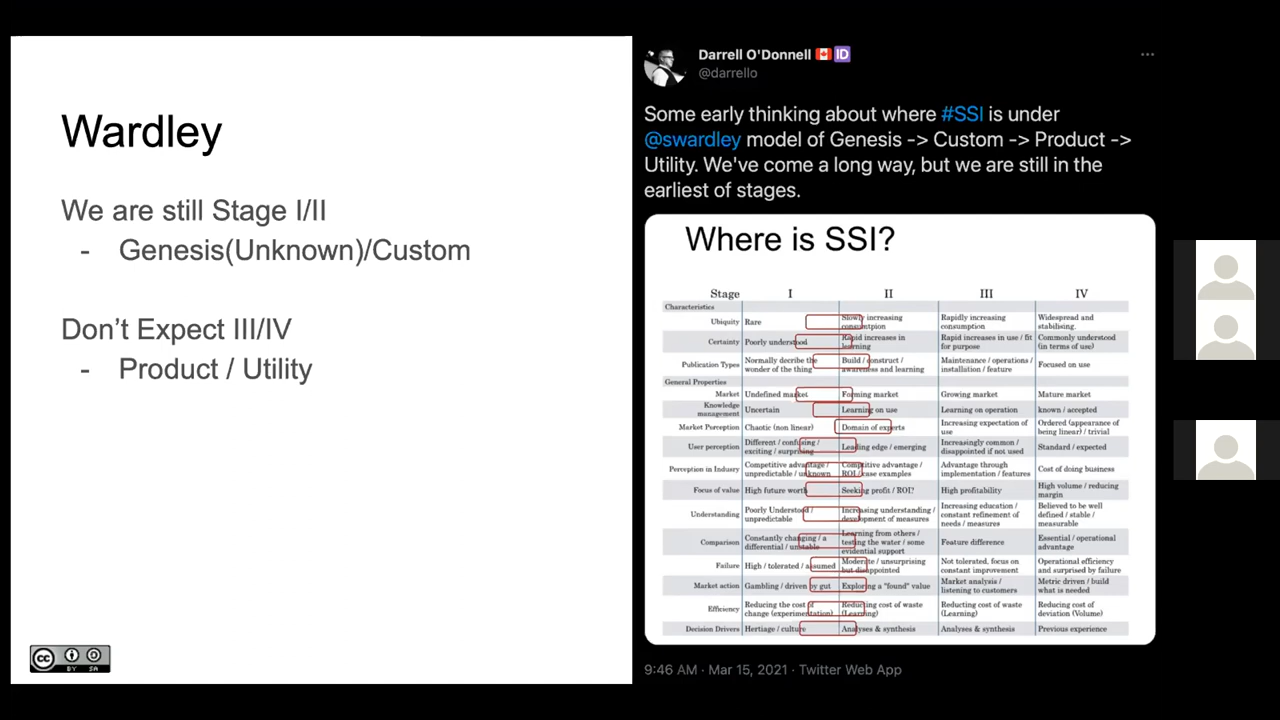 Wardley
We are still Stage I/II
- Genesis(Unknown)/Custom
Don't Expect III/IV
- Product / Utility
CC BY SA
Darrell O'Donnell 🇨🇦 ID
@darrello
Some early thinking about where #SSI is under
@swardley model of Genesis -> Custom -> Product ->
Utility. We've come a long way, but we are still in the
earliest of stages.
Where is SSI?
Stage I II III IV
Characteristics
Ubiquity Rare Slowly increasing consumtpion Rapidly increasing consumption Widespread and stabilising.
Certainty Poorly understood Rapid increases in learning Rapid increases in use / fit for purpose Commonly understood (in terms of use)
Publication Types Normally decribe the wonder of the thing Build / construct / awareness and learning Maintenance / operations / installation / feature Focused on use
General Properties
Market Undefined market Forming market Growing market Mature market
Knowledge management Uncertain Learning on use Learning on operation known / accepted
Market Perception Chaotic (non linear) Domain of experts Increasing expectation of use Ordered (appearance of being linear) / trivial
User perception Different / confusing / exciting / surprising Leading edge / emerging Increasingly common / disappointed if not used Standard / expected
Perception in Industry Competitive advantage / unpredictable / unknown Competitive advantage / ROI / case examples Advantage through implementation / features Cost of doing business
Focus of value High future worth Seeking profit / ROI? High profitability High volume / reducing margin
Understanding Poorly Understood / unpredictable Increasing understanding / development of measures Increasing education / constant refinement of needs / measures Believed to be well defined / stable / measurable
Comparison Constantly changing / a differential / unstable Learning from others / testing the water / some evidential support Feature difference Essential / operational advantage
Failure High / tolerated / assumed Moderate / unsurprising but disappointed Not tolerated, focus on constant improvement Operational efficiency and surprised by failure
Market action Gambling / driven by gut Exploring a "found" value Market analysis / listening to customers Metric driven / build what is needed
Efficiency Reducing the cost of change (experimentation) Reducing cost of waste (Learning) Reducing cost of waste (Learning) Reducing cost of deviation (Volume)
Decision Drivers Hertiage / culture Analyses & synthesis Analyses & synthesis Previous experience
9:46 AM · Mar 15, 2021 · Twitter Web App